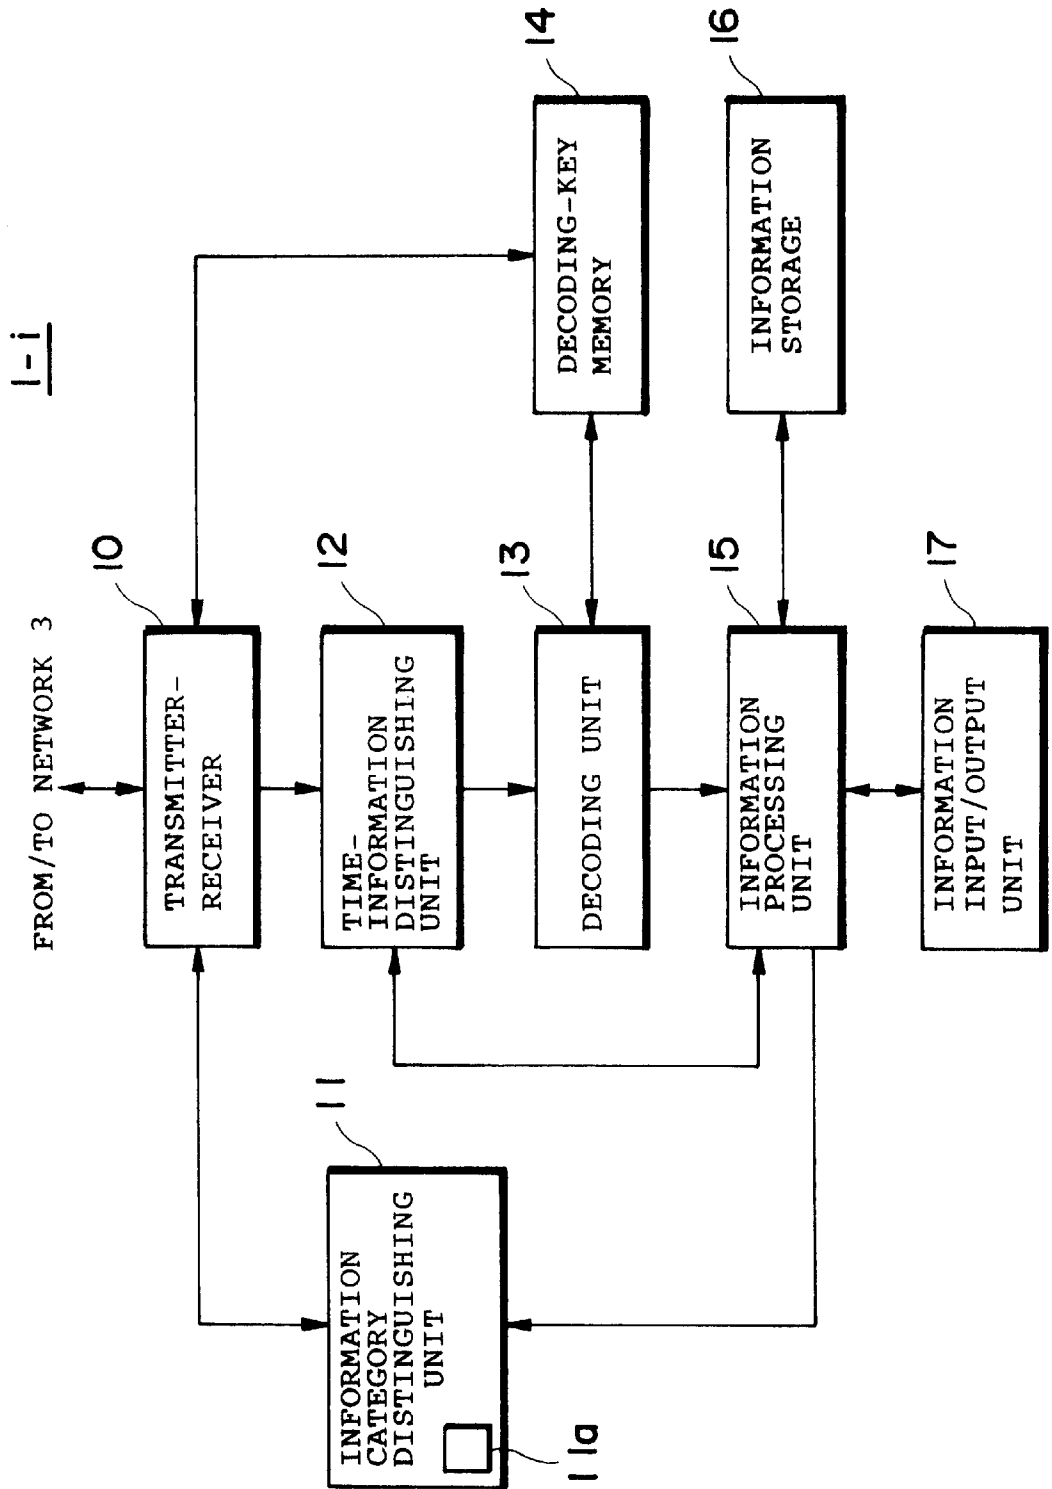 1-i
FROM/TO NETWORK 3
10
TRANSMITTER-
RECEIVER
11
INFORMATION
CATEGORY
DISTINGUISHING
UNIT
11a
12
TIME-
INFORMATION
DISTINGUISHING
UNIT
13
DECODING UNIT
14
DECODING-KEY
MEMORY
15
INFORMATION
PROCESSING
UNIT
16
INFORMATION
STORAGE
17
INFORMATION
INPUT/OUTPUT
UNIT